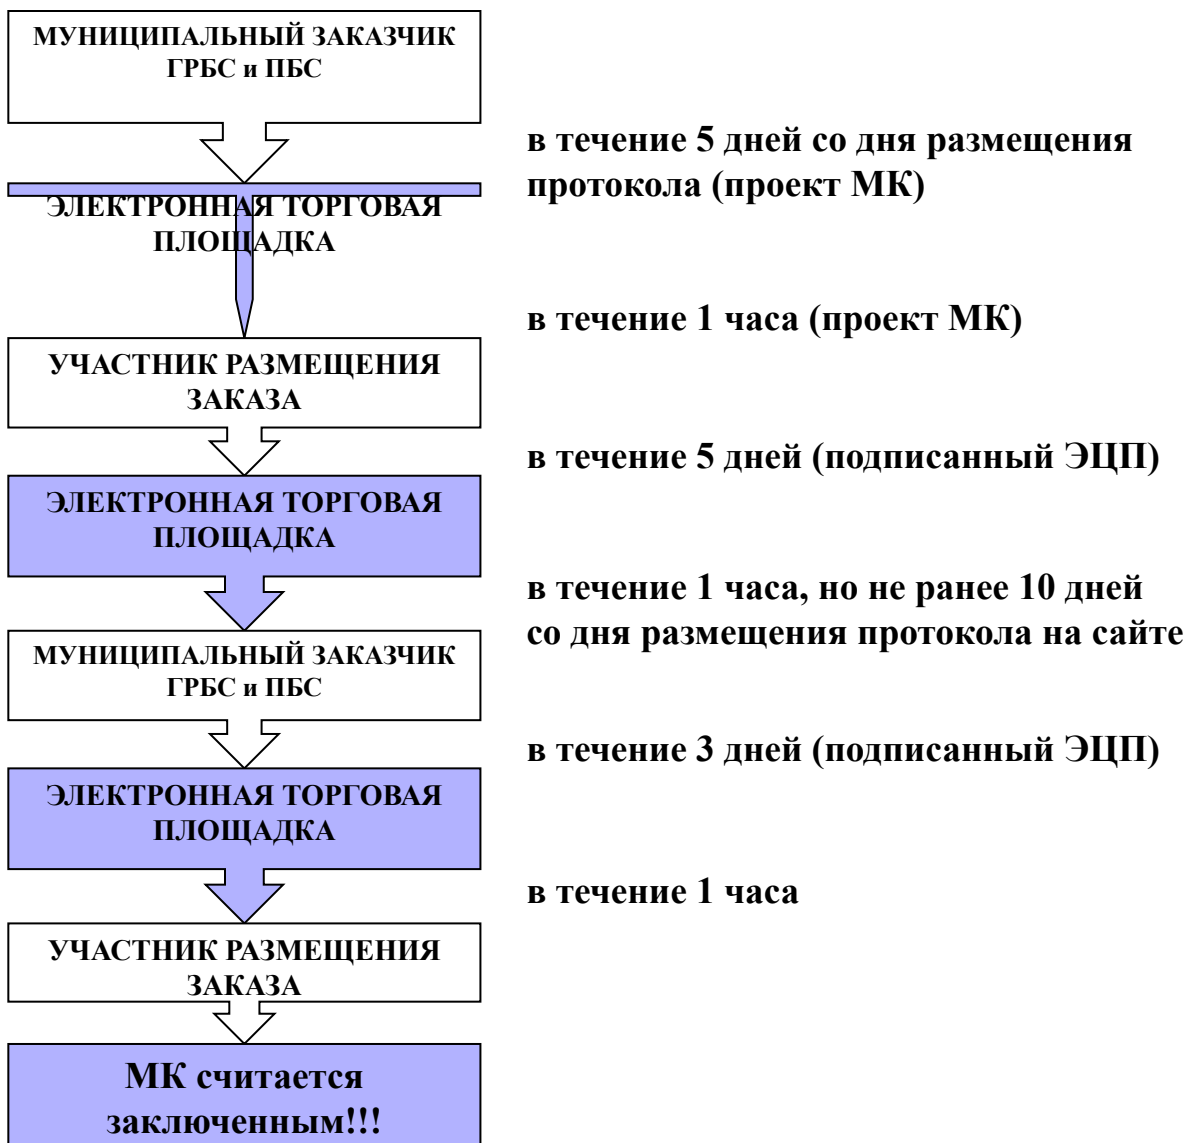 МУНИЦИПАЛЬНЫЙ ЗАКАЗЧИК
ГРБС и ПБС
в течение 5 дней со дня размещения
протокола (проект МК)
ЭЛЕКТРОННАЯ ТОРГОВАЯ
ПЛОЩАДКА
в течение 1 часа (проект МК)
УЧАСТНИК РАЗМЕЩЕНИЯ
ЗАКАЗА
в течение 5 дней (подписанный ЭЦП)
ЭЛЕКТРОННАЯ ТОРГОВАЯ
ПЛОЩАДКА
в течение 1 часа, но не ранее 10 дней
со дня размещения протокола на сайте
МУНИЦИПАЛЬНЫЙ ЗАКАЗЧИК
ГРБС и ПБС
в течение 3 дней (подписанный ЭЦП)
ЭЛЕКТРОННАЯ ТОРГОВАЯ
ПЛОЩАДКА
в течение 1 часа
УЧАСТНИК РАЗМЕЩЕНИЯ
ЗАКАЗА
МК считается
заключенным!!!